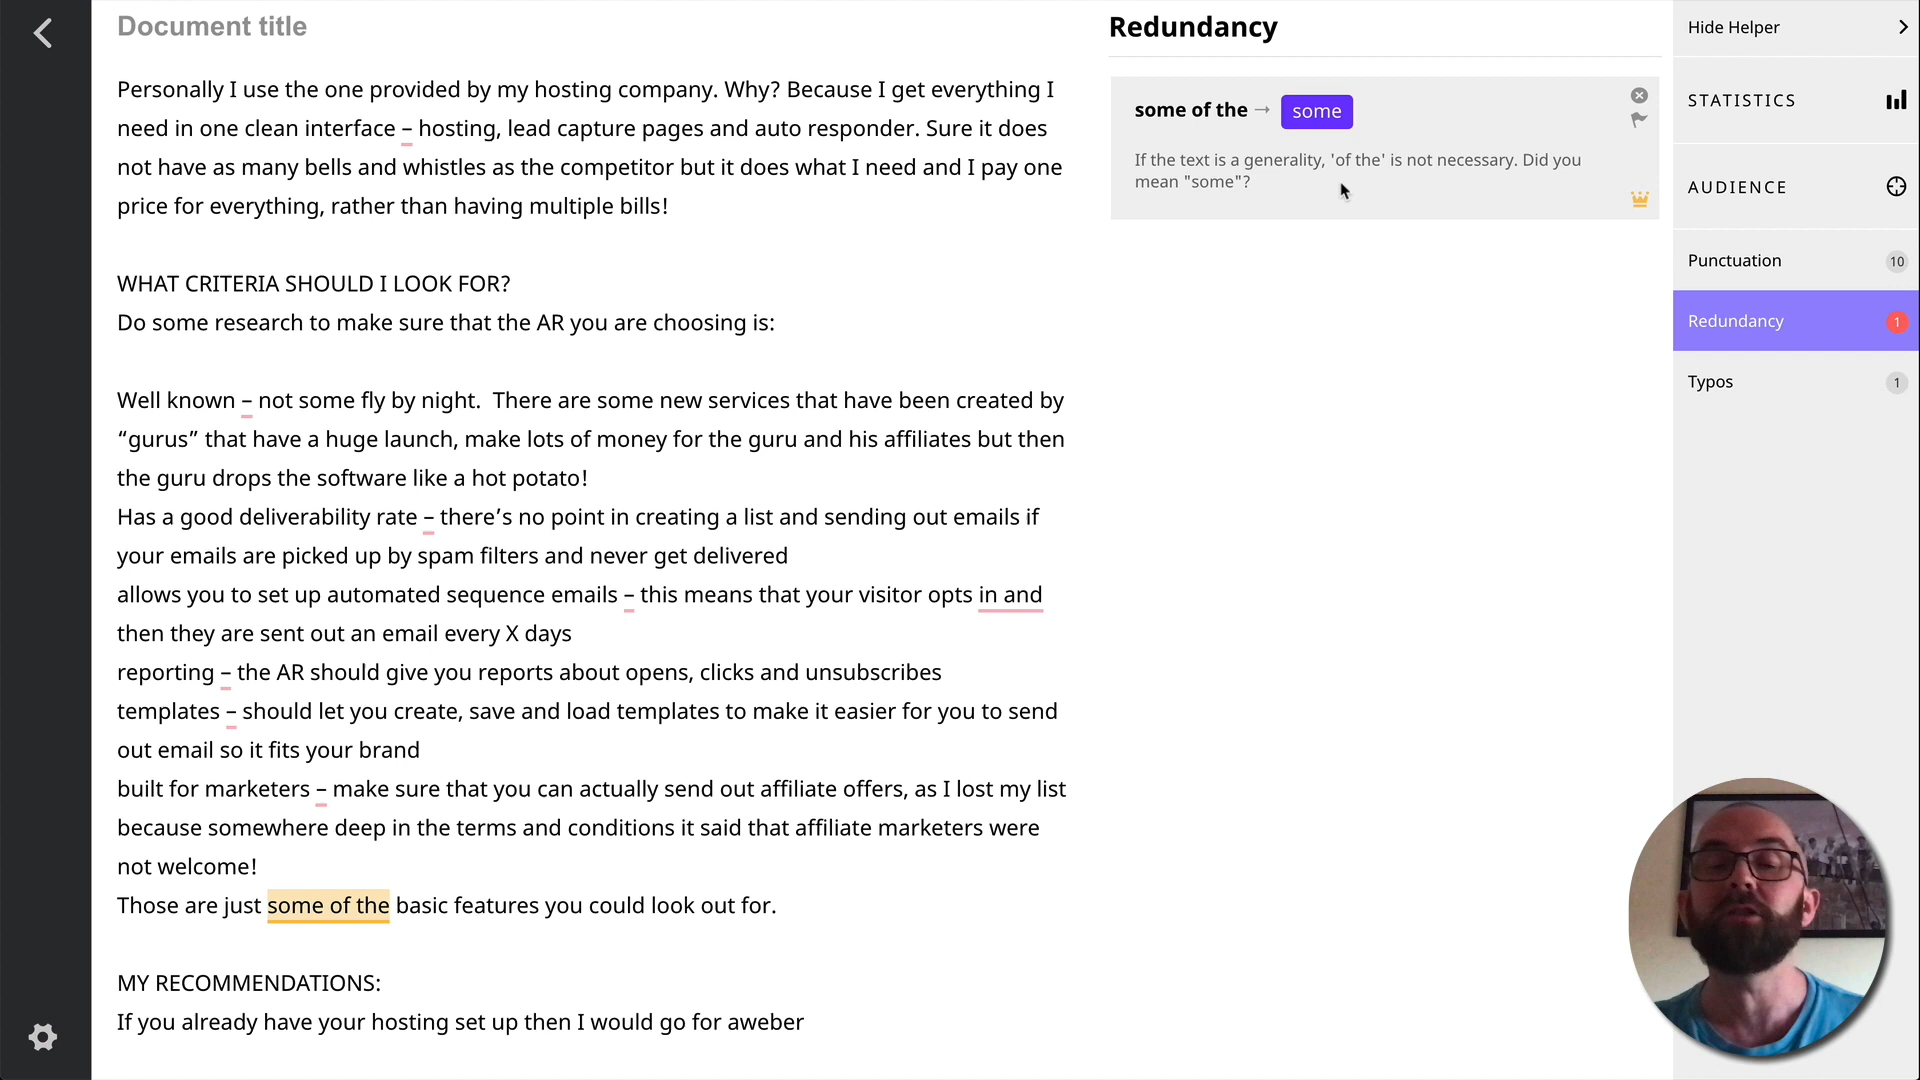 Document title
Personally I use the one provided by my hosting company. Why? Because I get everything I
need in one clean interface – hosting, lead capture pages and auto responder. Sure it does
not have as many bells and whistles as the competitor but it does what I need and I pay one
price for everything, rather than having multiple bills!
WHAT CRITERIA SHOULD I LOOK FOR?
Do some research to make sure that the AR you are choosing is:
Well known – not some fly by night.  There are some new services that have been created by
“gurus” that have a huge launch, make lots of money for the guru and his affiliates but then
the guru drops the software like a hot potato!
Has a good deliverability rate – there’s no point in creating a list and sending out emails if
your emails are picked up by spam filters and never get delivered
allows you to set up automated sequence emails – this means that your visitor opts in and
then they are sent out an email every X days
reporting – the AR should give you reports about opens, clicks and unsubscribes
templates – should let you create, save and load templates to make it easier for you to send
out email so it fits your brand
built for marketers – make sure that you can actually send out affiliate offers, as I lost my list
because somewhere deep in the terms and conditions it said that affiliate marketers were
not welcome!
Those are just some of the basic features you could look out for.
MY RECOMMENDATIONS:
If you already have your hosting set up then I would go for aweber
Redundancy
some of the → some
If the text is a generality, 'of the' is not necessary. Did you
mean "some"?
Hide Helper
STATISTICS
AUDIENCE
Punctuation 10
Redundancy 1
Typos 1